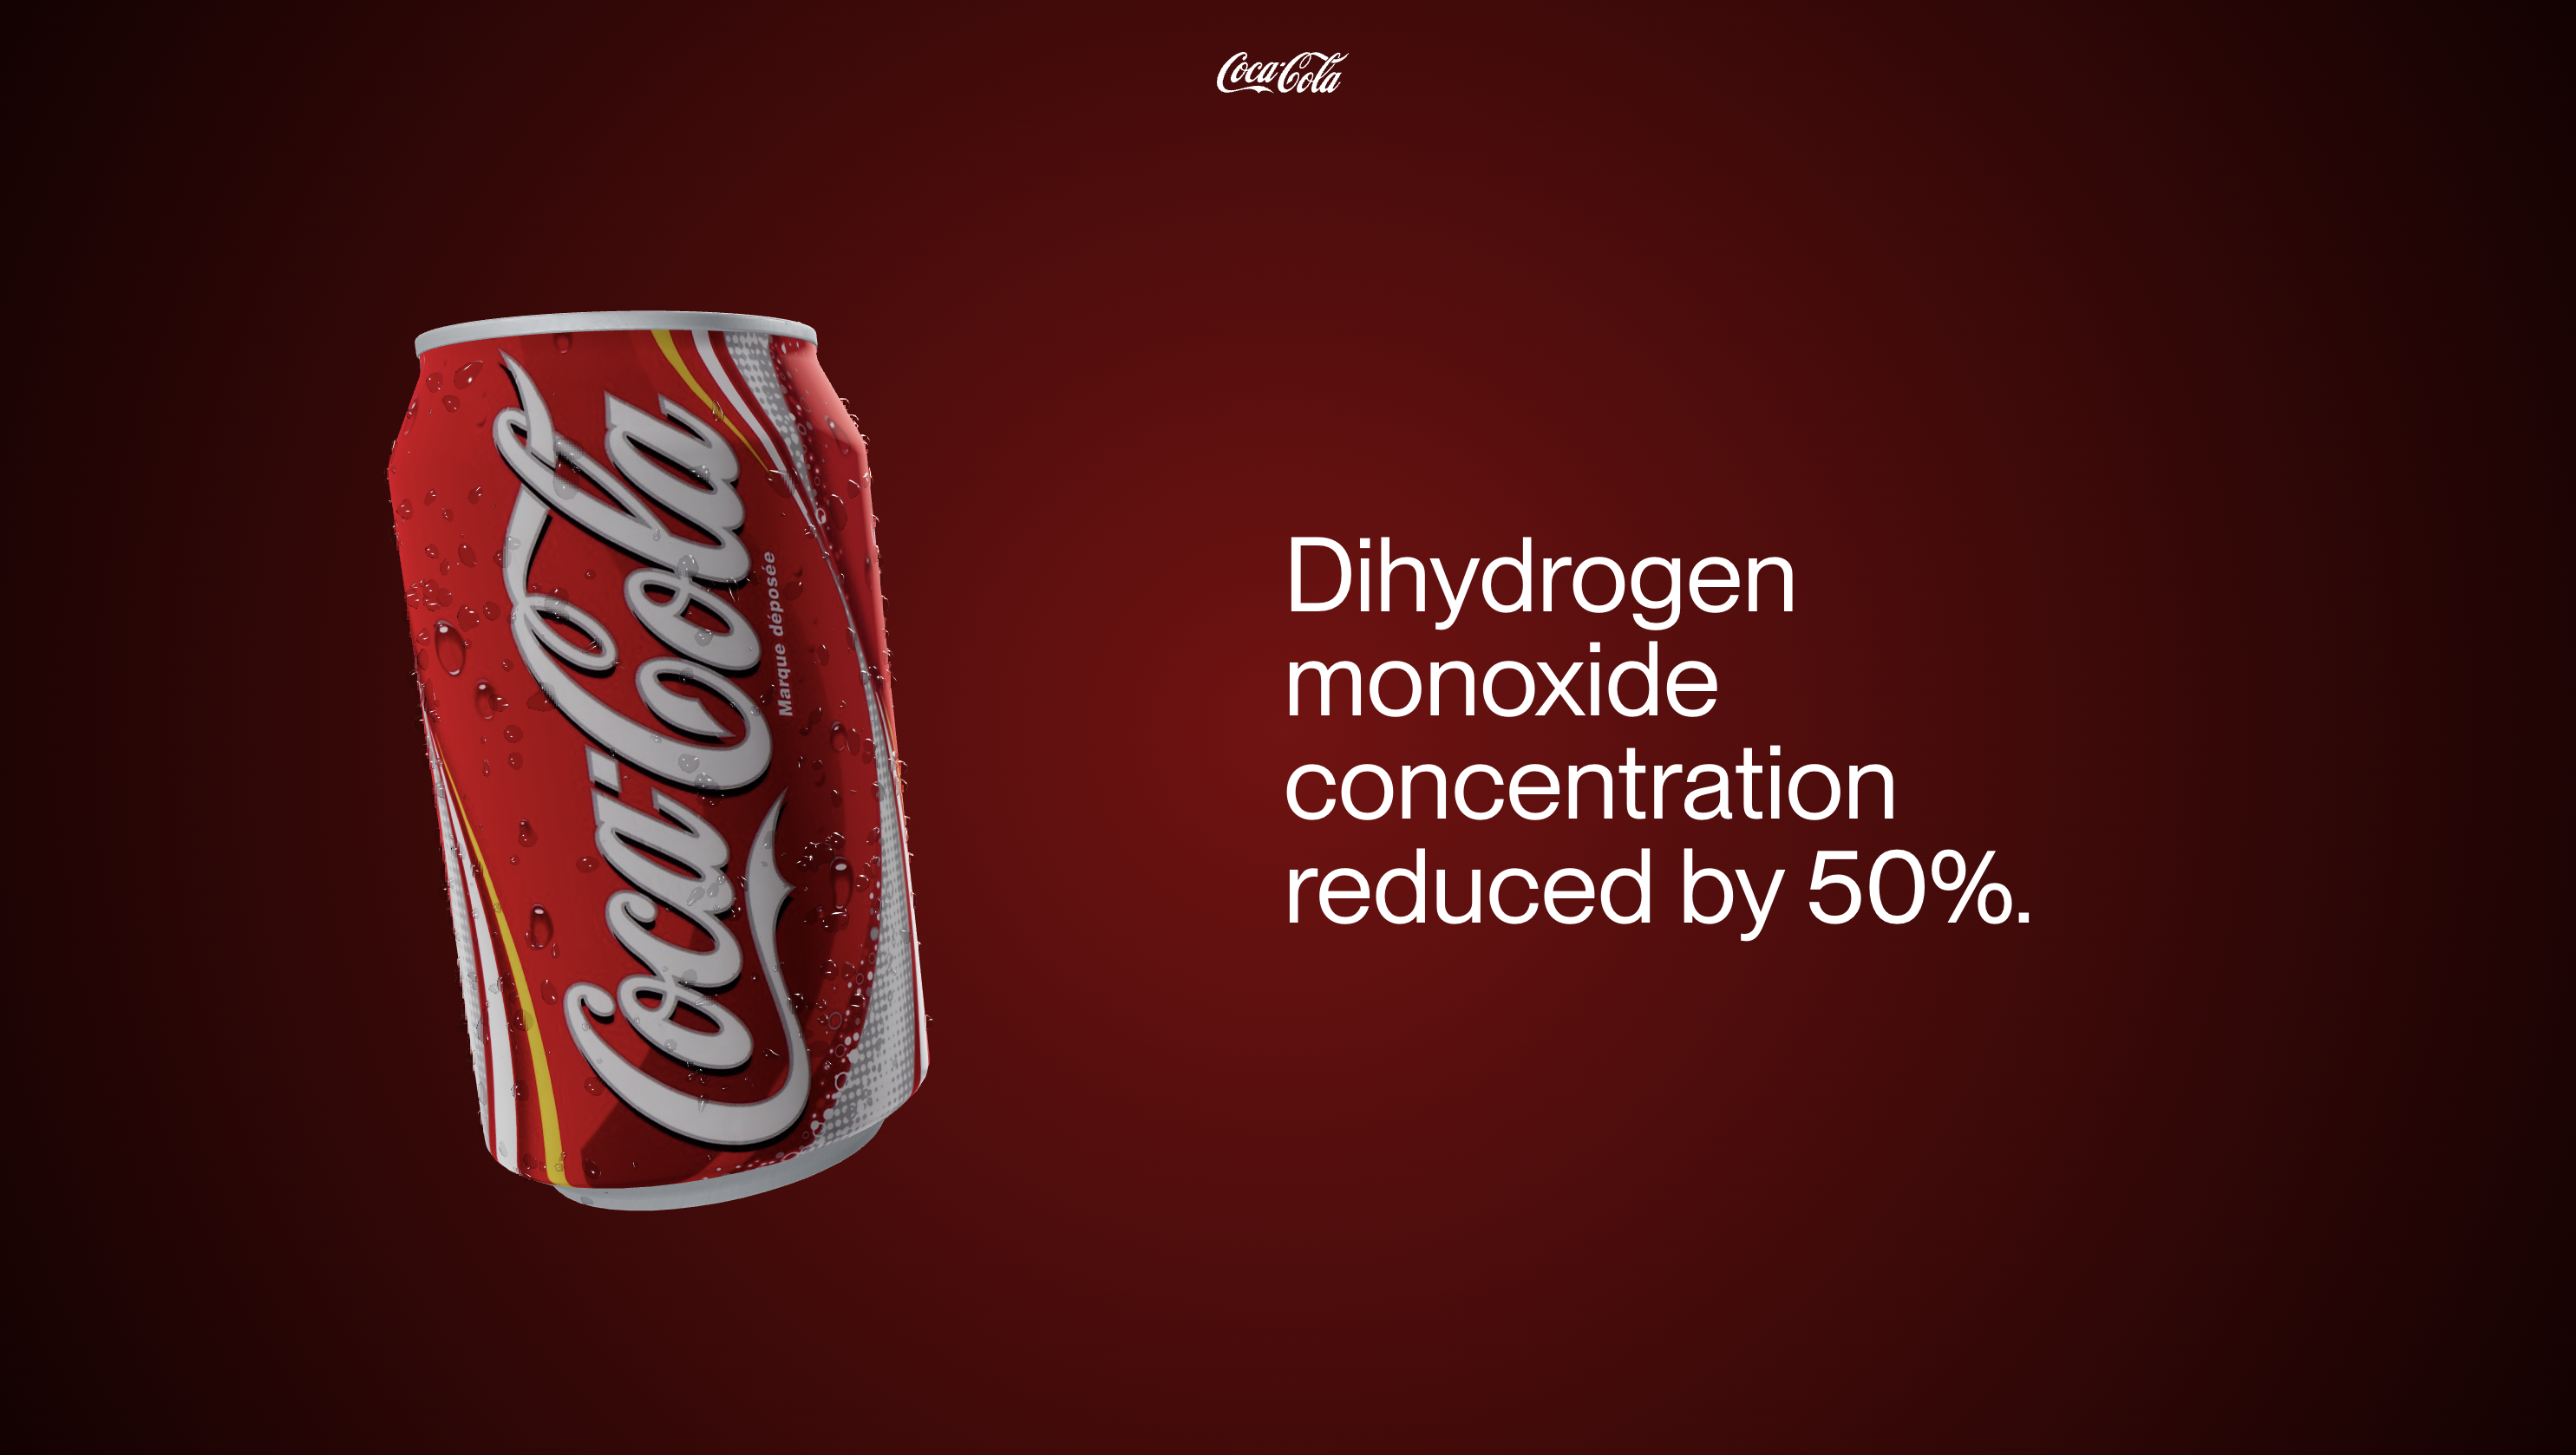 Coca-Cola
Coca-Cola
Marque déposée
Dihydrogen
monoxide
concentration
reduced by 50%.